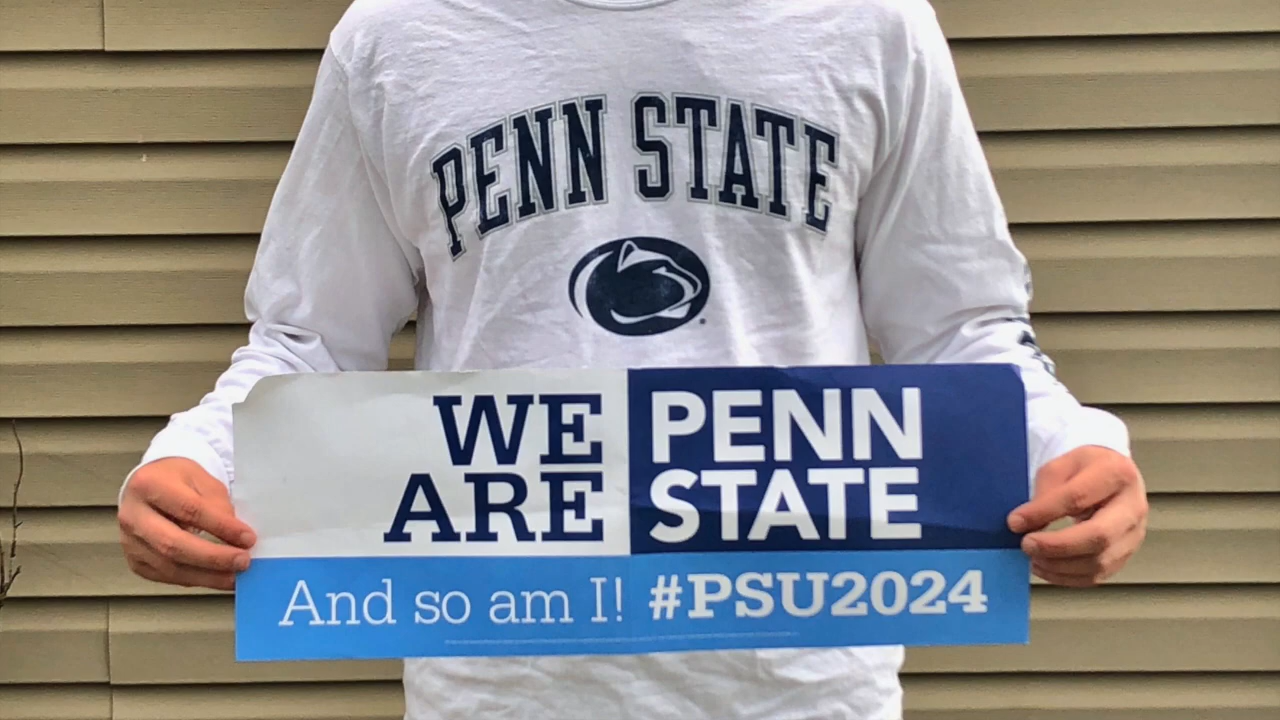 PENN STATE
WE
ARE
PENN
STATE
And so am I! #PSU2024